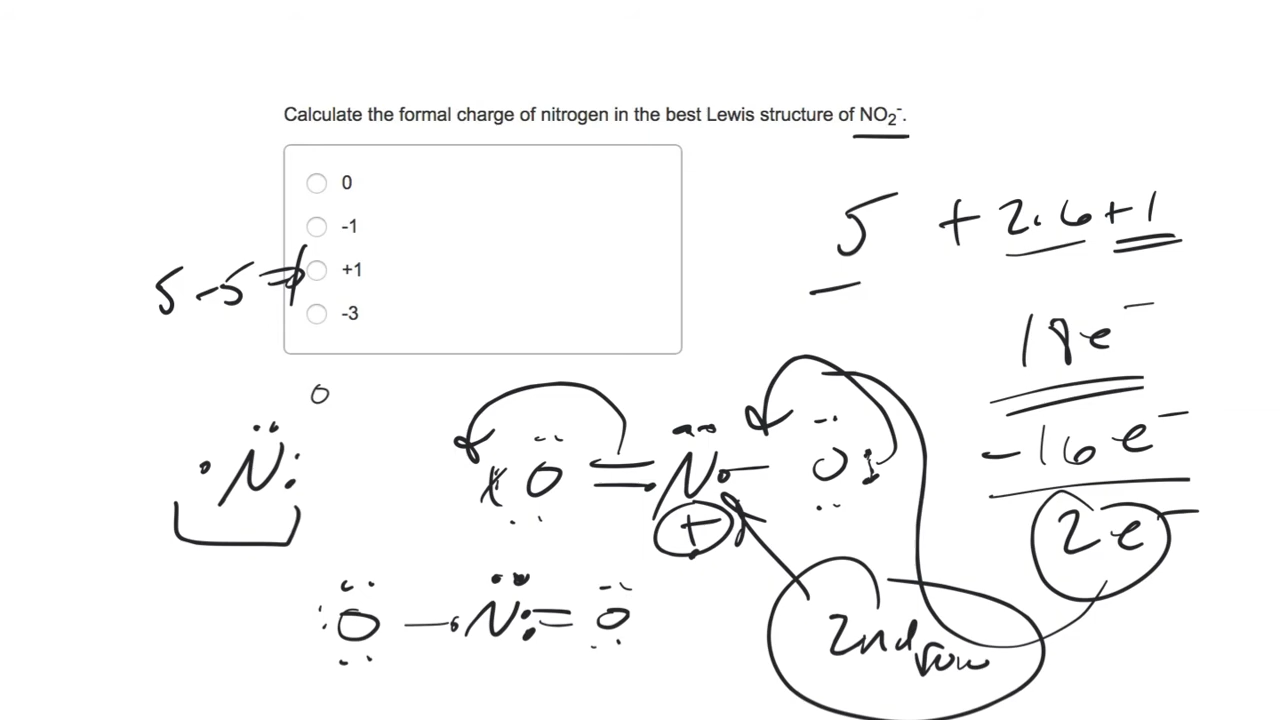 Calculate the formal charge of nitrogen in the best Lewis structure of NO₂⁻.
0
-1
+1
-3
5 + 2·6 + 1
18e⁻
-16e⁻
2e⁻
5 - 5 =
0
N
O = N - O
+
O - N = O
2nd row